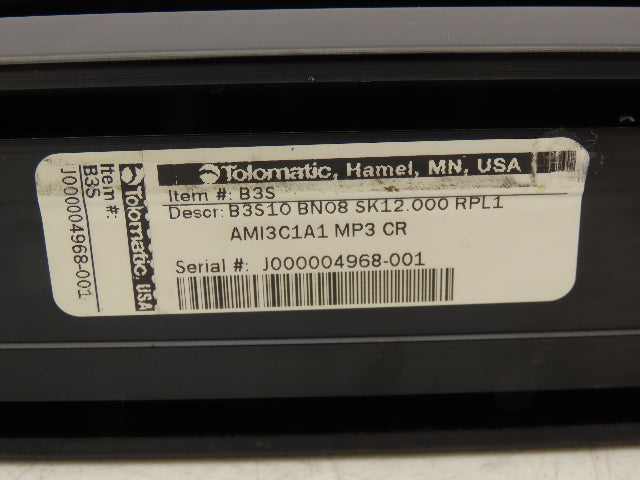 Tolomatic, Hamel, MN, USA
Item #: B3S
Descr: B3S10 BN08 SK12.000 RPL1
AMI3C1A1 MP3 CR
Serial #: J000004968-001
Tolomatic, USA
Item #:
B3S
J000004968-001